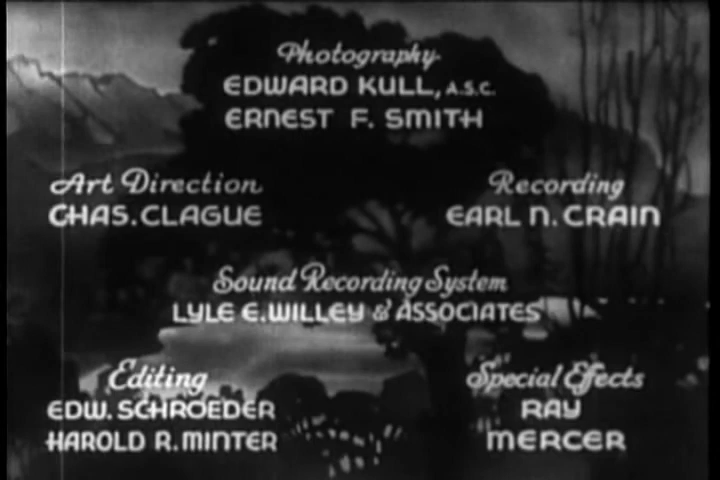 Photography
EDWARD KULL, A.S.C.
ERNEST F. SMITH
Art Direction
CHAS. CLAGUE
Recording
EARL N. CRAIN
Sound Recording System
LYLE E. WILLEY & ASSOCIATES
Editing
EDW. SCHROEDER
HAROLD R. MINTER
Special Effects
RAY
MERCER